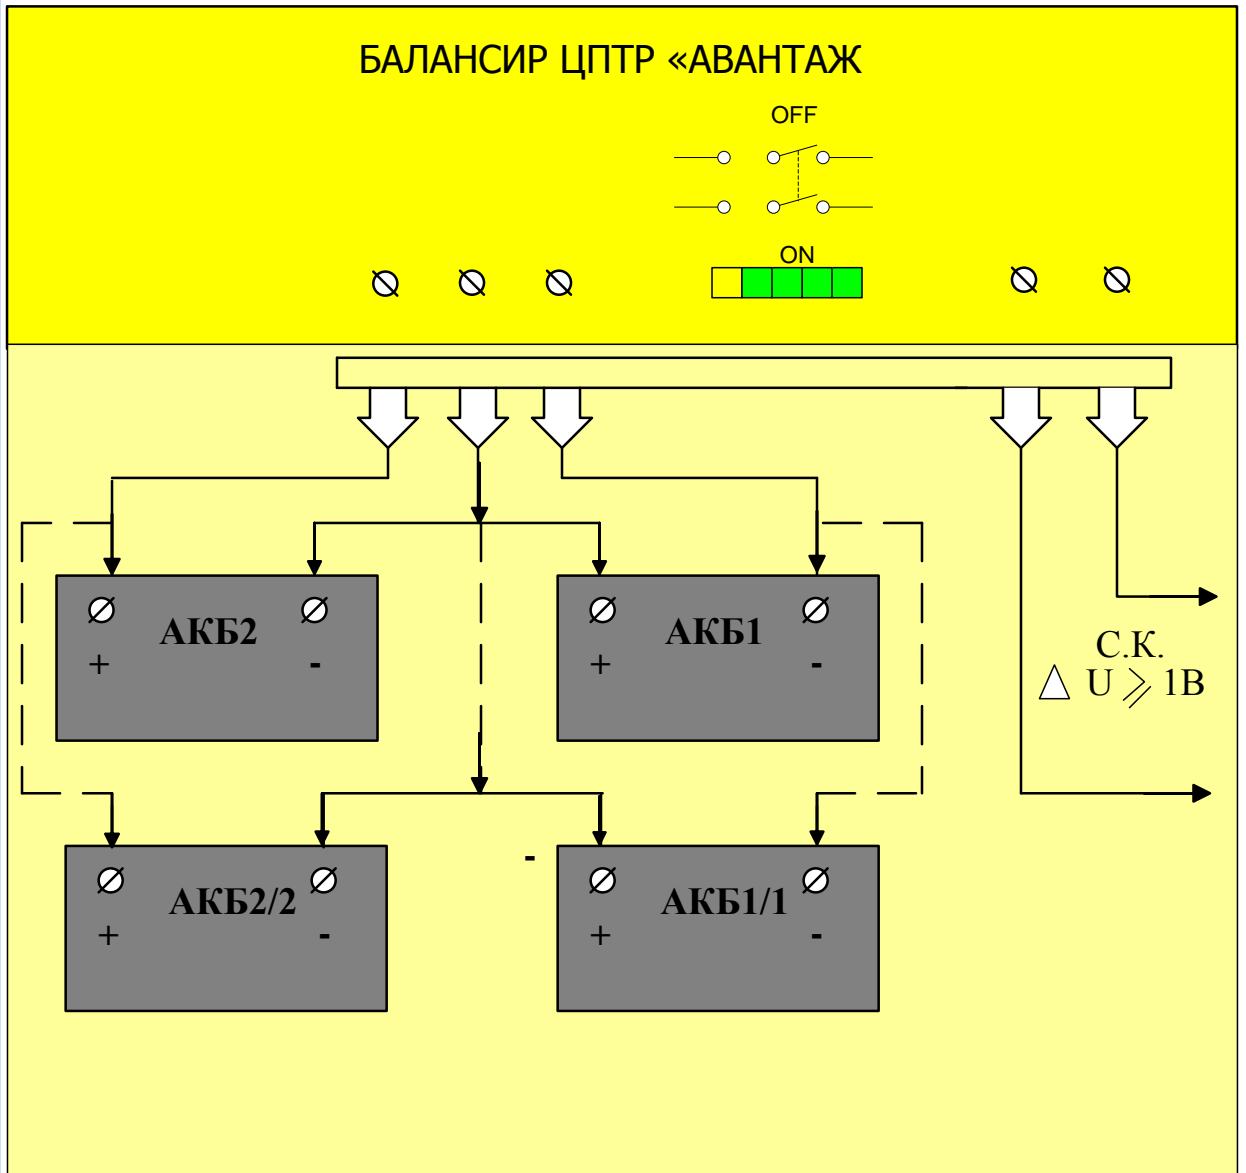 БАЛАНСИР ЦПТР «АВАНТАЖ
OFF
ON
АКБ2
+ -
АКБ1
+ -
С.К.
△ U ⩾ 1В
АКБ2/2
+ -
-
АКБ1/1
+ -